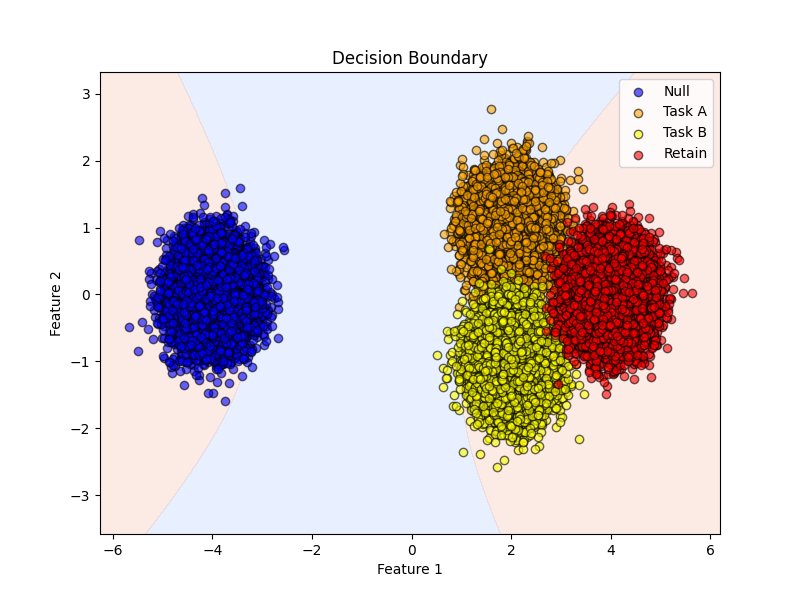 Decision Boundary
Null
Task A
Task B
Retain
3
2
1
0
−1
−2
−3
Feature 2
−6
−4
−2
0
2
4
6
Feature 1